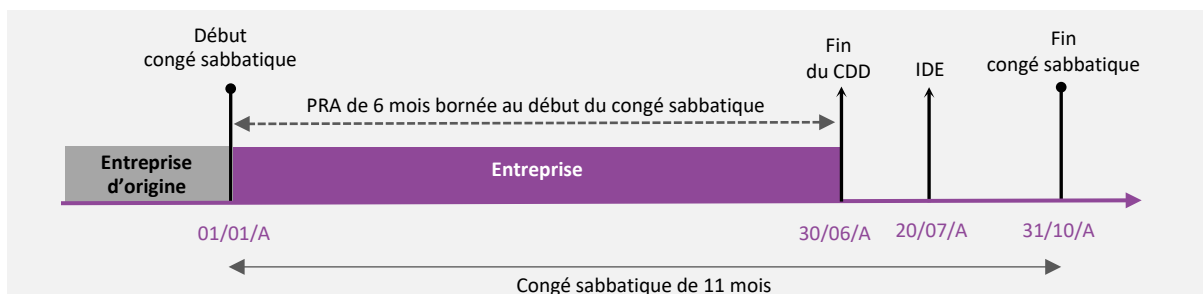 Début
congé sabbatique
Fin
du CDD
IDE
Fin
congé sabbatique
PRA de 6 mois bornée au début du congé sabbatique
Entreprise
d'origine
Entreprise
01/01/A
30/06/A
20/07/A
31/10/A
Congé sabbatique de 11 mois